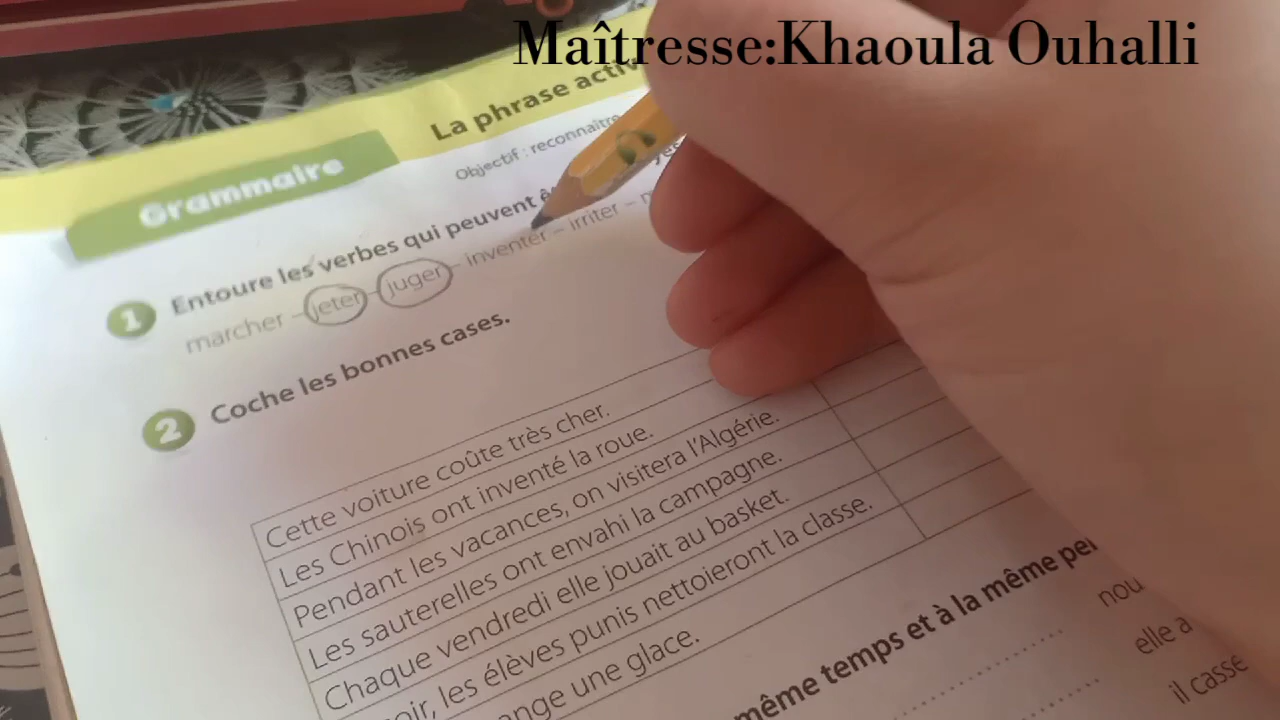 Maîtresse:Khaoula Ouhalli
La phrase activ
Grammaire
Objectif : reconnaître
1 Entoure les verbes qui peuvent ê
marcher – jeter – juger – inventer – irriter –
2 Coche les bonnes cases.
Cette voiture coûte très cher.
Les Chinois ont inventé la roue.
Pendant les vacances, on visitera l'Algérie.
Les sauterelles ont envahi la campagne.
Chaque vendredi elle jouait au basket.
oir, les élèves punis nettoieront la classe.
ange une glace.
même temps et à la même per
nou
elle a
il casse